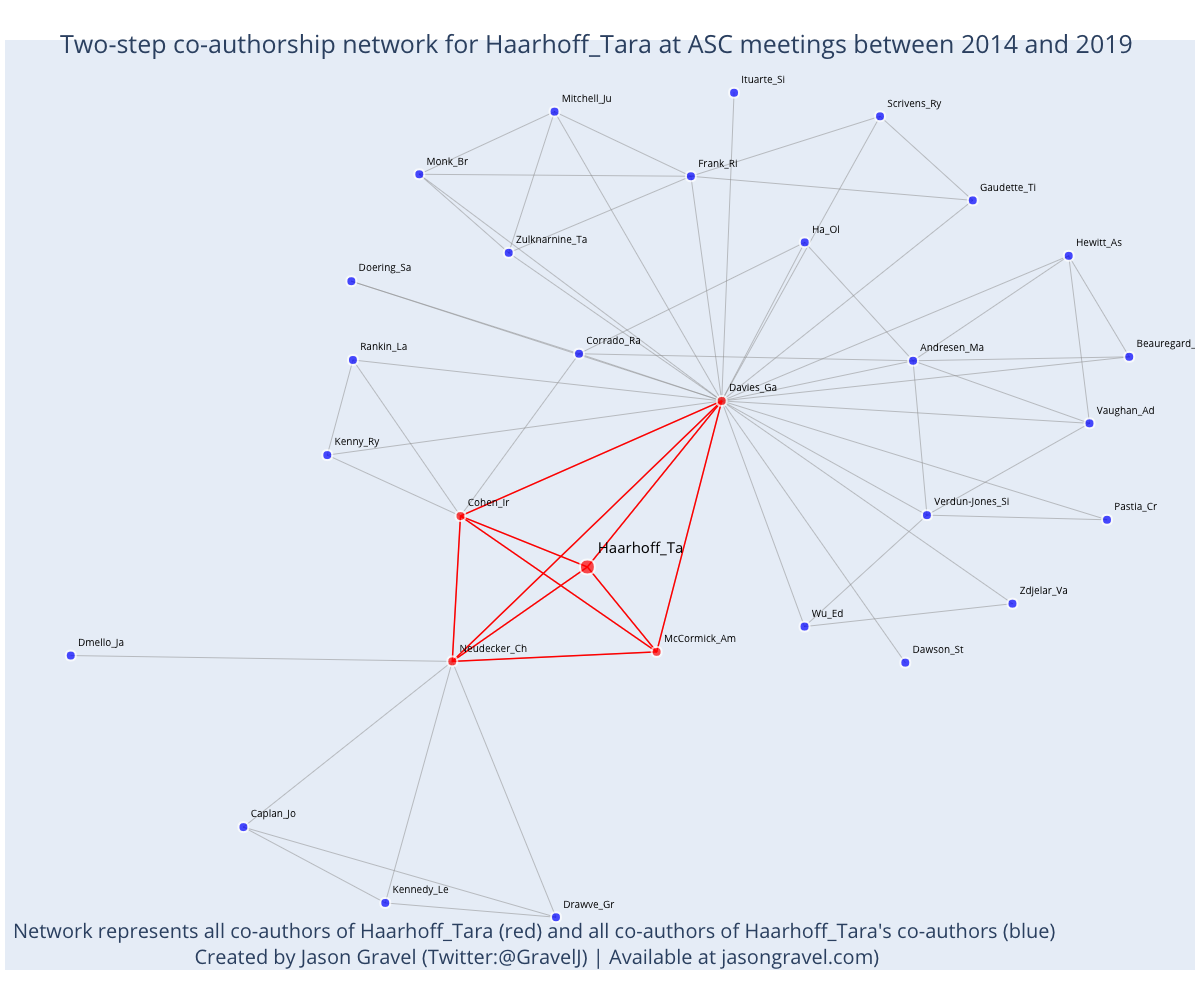 Two-step co-authorship network for Haarhoff_Tara at ASC meetings between 2014 and 2019
Ituarte_Si
Mitchell_Ju
Scrivens_Ry
Monk_Br
Frank_Ri
Gaudette_Ti
Ha_Ol
Zulknarnine_Ta
Hewitt_As
Doering_Sa
Corrado_Ra
Rankin_La
Andresen_Ma
Beauregard_
Davies_Ga
Vaughan_Ad
Kenny_Ry
Cohen_Ir
Verdun-Jones_Si
Pastia_Cr
Haarhoff_Ta
Zdjelar_Va
Wu_Ed
McCormick_Am
Dmello_Ja
Neudecker_Ch
Dawson_St
Caplan_Jo
Kennedy_Le
Drawve_Gr
Network represents all co-authors of Haarhoff_Tara (red) and all co-authors of Haarhoff_Tara's co-authors (blue)
Created by Jason Gravel (Twitter:@GravelJ) | Available at jasongravel.com)